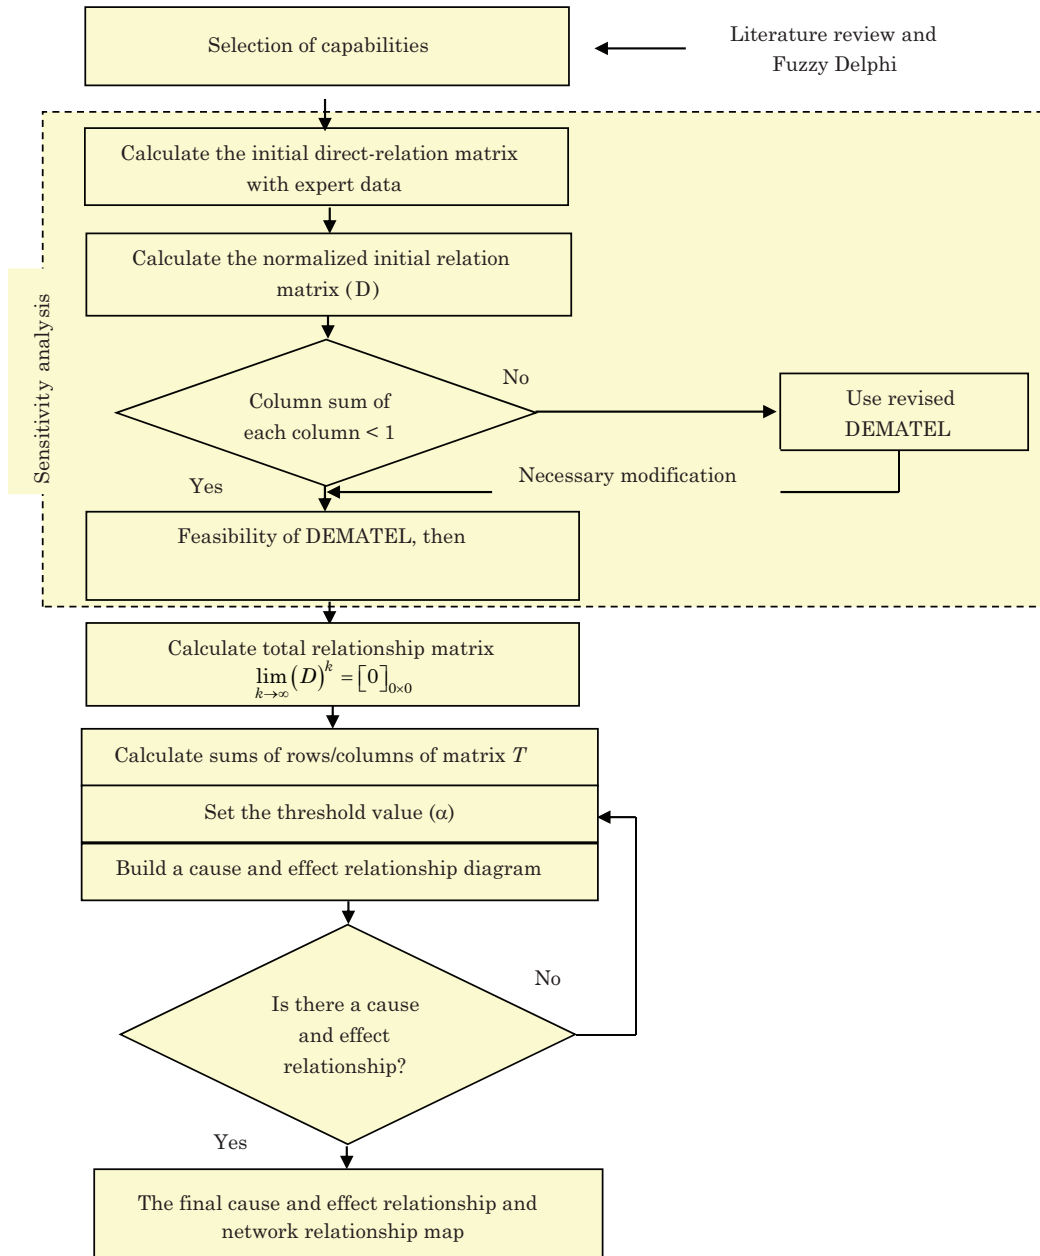 Selection of capabilities
Literature review and
Fuzzy Delphi
Calculate the initial direct-relation matrix
with expert data
Calculate the normalized initial relation
matrix (D)
Sensitivity analysis
Column sum of
each column < 1
No
Use revised
DEMATEL
Necessary modification
Yes
Feasibility of DEMATEL, then
Calculate total relationship matrix
lim_{k→∞}(D)^k = [0]_{0×0}
Calculate sums of rows/columns of matrix T
Set the threshold value (α)
Build a cause and effect relationship diagram
No
Is there a cause
and effect
relationship?
Yes
The final cause and effect relationship and
network relationship map